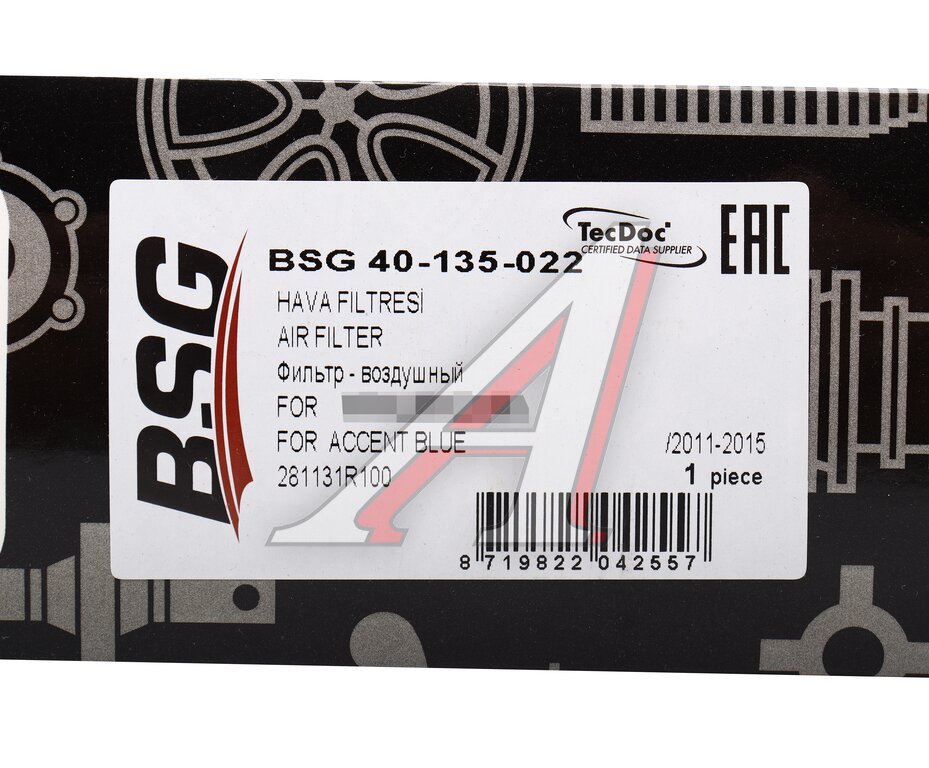 BSG
BSG 40-135-022
TecDoc
CERTIFIED DATA SUPPLIER
EAC
HAVA FILTRESİ
AIR FILTER
Фильтр - воздушный
FOR
FOR ACCENT BLUE /2011-2015
281131R100 1 piece
8 719822 042557